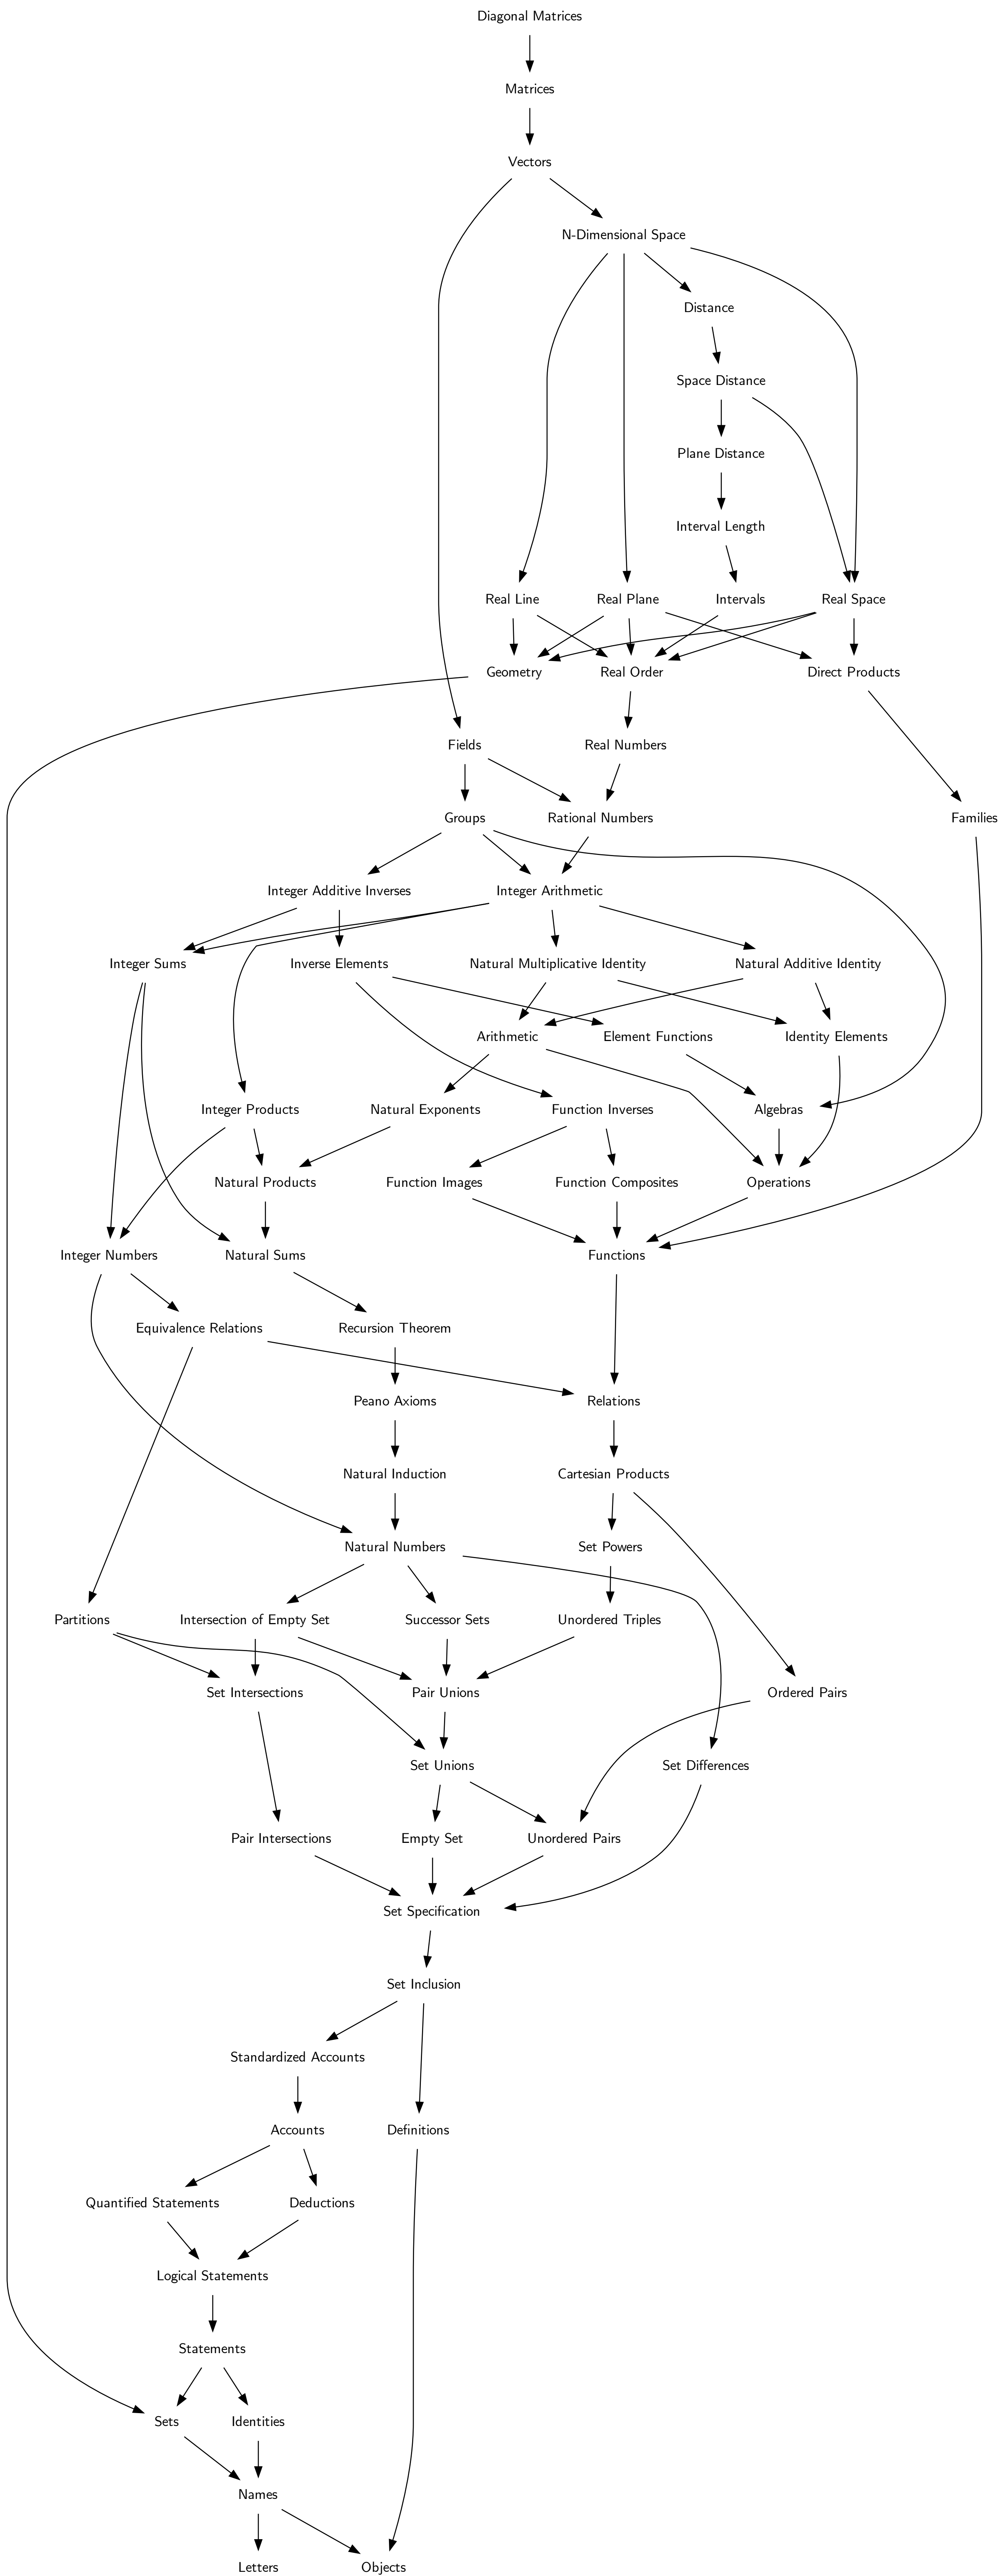 Diagonal Matrices
Matrices
Vectors
N-Dimensional Space
Distance
Space Distance
Plane Distance
Interval Length
Real Line
Real Plane
Intervals
Real Space
Geometry
Real Order
Direct Products
Fields
Real Numbers
Groups
Rational Numbers
Families
Integer Additive Inverses
Integer Arithmetic
Integer Sums
Inverse Elements
Natural Multiplicative Identity
Natural Additive Identity
Arithmetic
Element Functions
Identity Elements
Integer Products
Natural Exponents
Function Inverses
Algebras
Natural Products
Function Images
Function Composites
Operations
Integer Numbers
Natural Sums
Functions
Equivalence Relations
Recursion Theorem
Peano Axioms
Relations
Natural Induction
Cartesian Products
Natural Numbers
Set Powers
Partitions
Intersection of Empty Set
Successor Sets
Unordered Triples
Set Intersections
Pair Unions
Ordered Pairs
Set Unions
Set Differences
Pair Intersections
Empty Set
Unordered Pairs
Set Specification
Set Inclusion
Standardized Accounts
Accounts
Definitions
Quantified Statements
Deductions
Logical Statements
Statements
Sets
Identities
Names
Letters
Objects